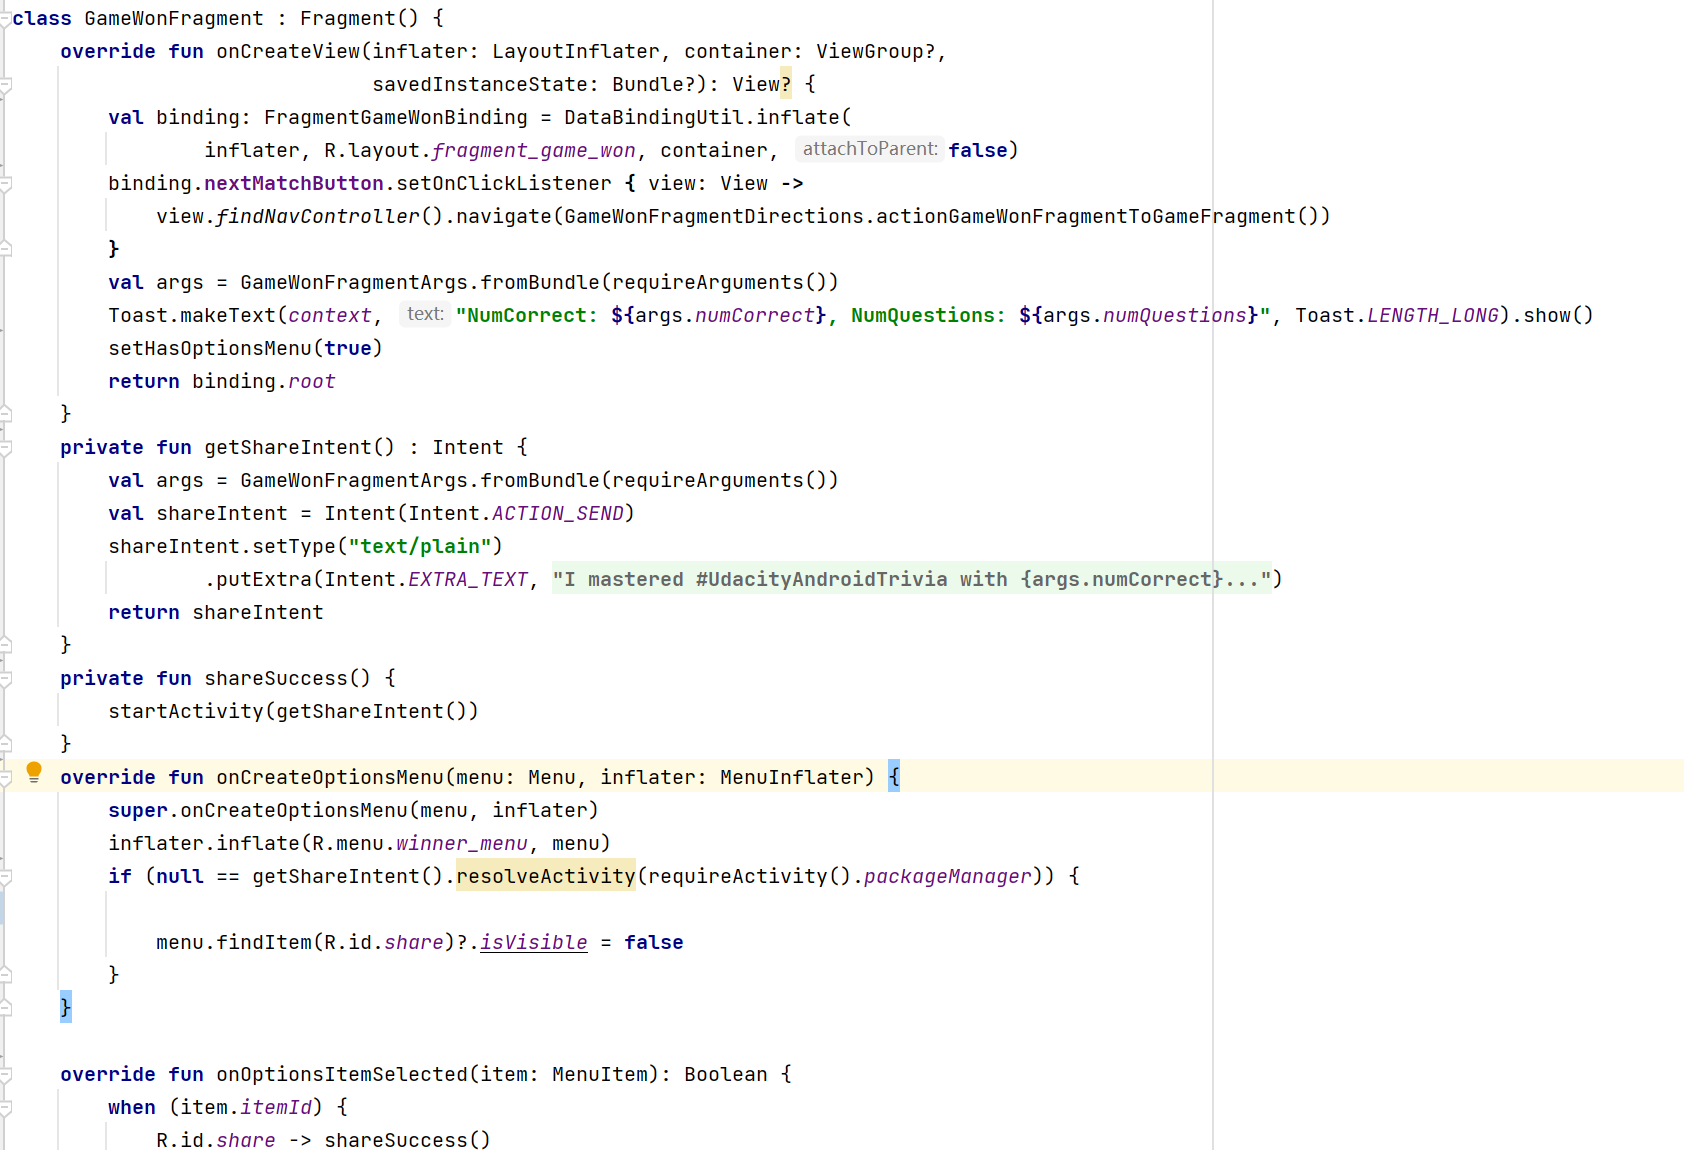 class GameWonFragment : Fragment() {
    override fun onCreateView(inflater: LayoutInflater, container: ViewGroup?,
                              savedInstanceState: Bundle?): View? {
        val binding: FragmentGameWonBinding = DataBindingUtil.inflate(
                inflater, R.layout.fragment_game_won, container, attachToParent: false)
        binding.nextMatchButton.setOnClickListener { view: View ->
            view.findNavController().navigate(GameWonFragmentDirections.actionGameWonFragmentToGameFragment())
        }
        val args = GameWonFragmentArgs.fromBundle(requireArguments())
        Toast.makeText(context, text: "NumCorrect: ${args.numCorrect}, NumQuestions: ${args.numQuestions}", Toast.LENGTH_LONG).show()
        setHasOptionsMenu(true)
        return binding.root
    }
    private fun getShareIntent() : Intent {
        val args = GameWonFragmentArgs.fromBundle(requireArguments())
        val shareIntent = Intent(Intent.ACTION_SEND)
        shareIntent.setType("text/plain")
                .putExtra(Intent.EXTRA_TEXT, "I mastered #UdacityAndroidTrivia with {args.numCorrect}...")
        return shareIntent
    }
    private fun shareSuccess() {
        startActivity(getShareIntent())
    }
    override fun onCreateOptionsMenu(menu: Menu, inflater: MenuInflater) {
        super.onCreateOptionsMenu(menu, inflater)
        inflater.inflate(R.menu.winner_menu, menu)
        if (null == getShareIntent().resolveActivity(requireActivity().packageManager)) {
            menu.findItem(R.id.share)?.isVisible = false
        }
    }
    override fun onOptionsItemSelected(item: MenuItem): Boolean {
        when (item.itemId) {
            R.id.share -> shareSuccess()